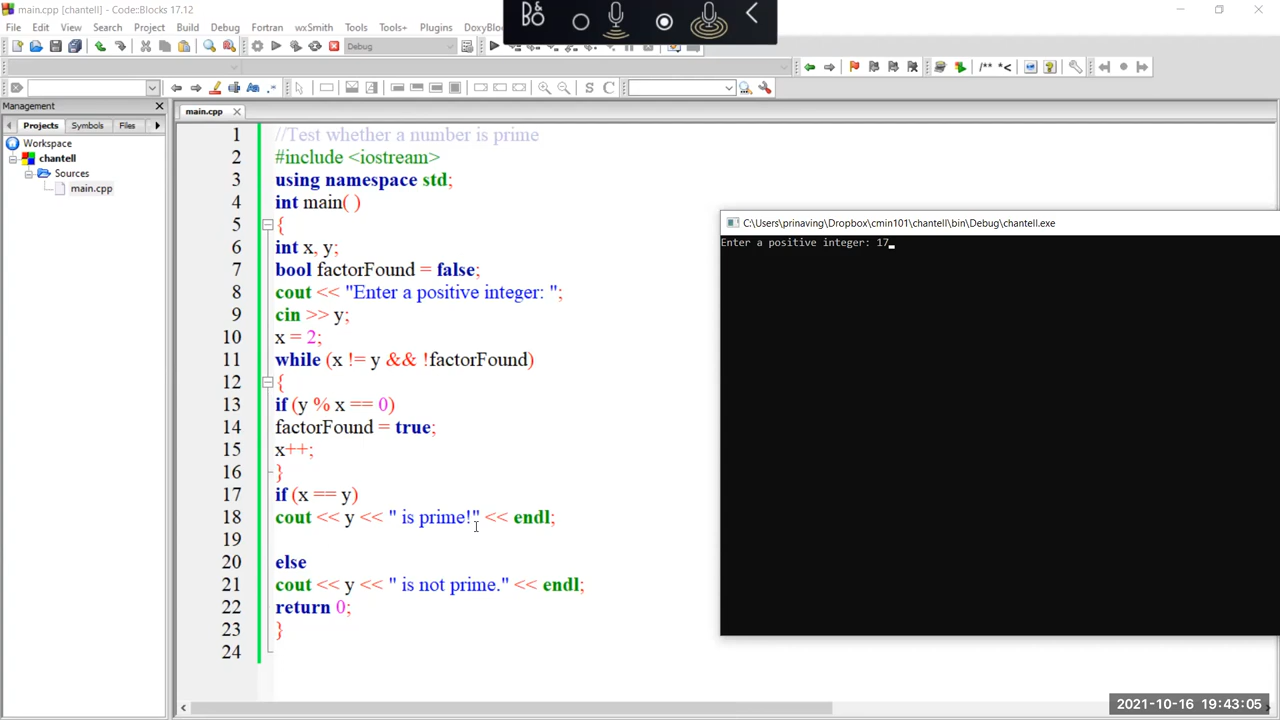 main.cpp [chantell] - Code::Blocks 17.12
File Edit View Search Project Build Debug Fortran wxSmith Tools Tools+ Plugins DoxyBlo
BO
Debug
Management
Projects Symbols Files
Workspace
chantell
Sources
main.cpp
main.cpp
1 //Test whether a number is prime
2 #include <iostream>
3 using namespace std;
4 int main( )
5 {
6 int x, y;
7 bool factorFound = false;
8 cout << "Enter a positive integer: ";
9 cin >> y;
10 x = 2;
11 while (x != y && !factorFound)
12 {
13 if (y % x == 0)
14 factorFound = true;
15 x++;
16 }
17 if (x == y)
18 cout << y << " is prime!" << endl;
19
20 else
21 cout << y << " is not prime." << endl;
22 return 0;
23 }
24
C:\Users\prinaving\Dropbox\cmin101\chantell\bin\Debug\chantell.exe
Enter a positive integer: 17
2021-10-16 19:43:05